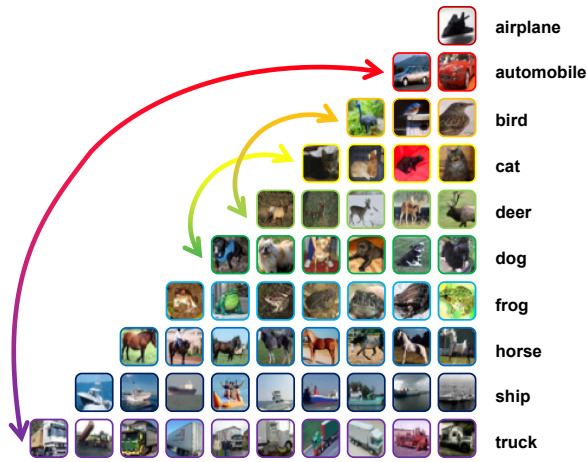 airplane
automobile
bird
cat
deer
dog
frog
horse
ship
truck